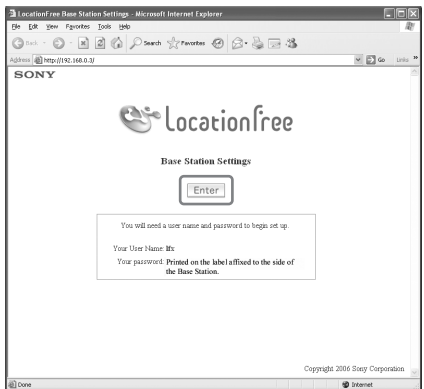 LocationFree Base Station Settings - Microsoft Internet Explorer
File Edit View Favorites Tools Help
Back Search Favorites
Address http://192.168.0.3/ Go Links »
SONY
LocationFree
Base Station Settings
Enter
You will need a user name and password to begin set up.
Your User Name: lfx
Your password: Printed on the label affixed to the side of
the Base Station.
Copyright 2006 Sony Corporation
Done Internet